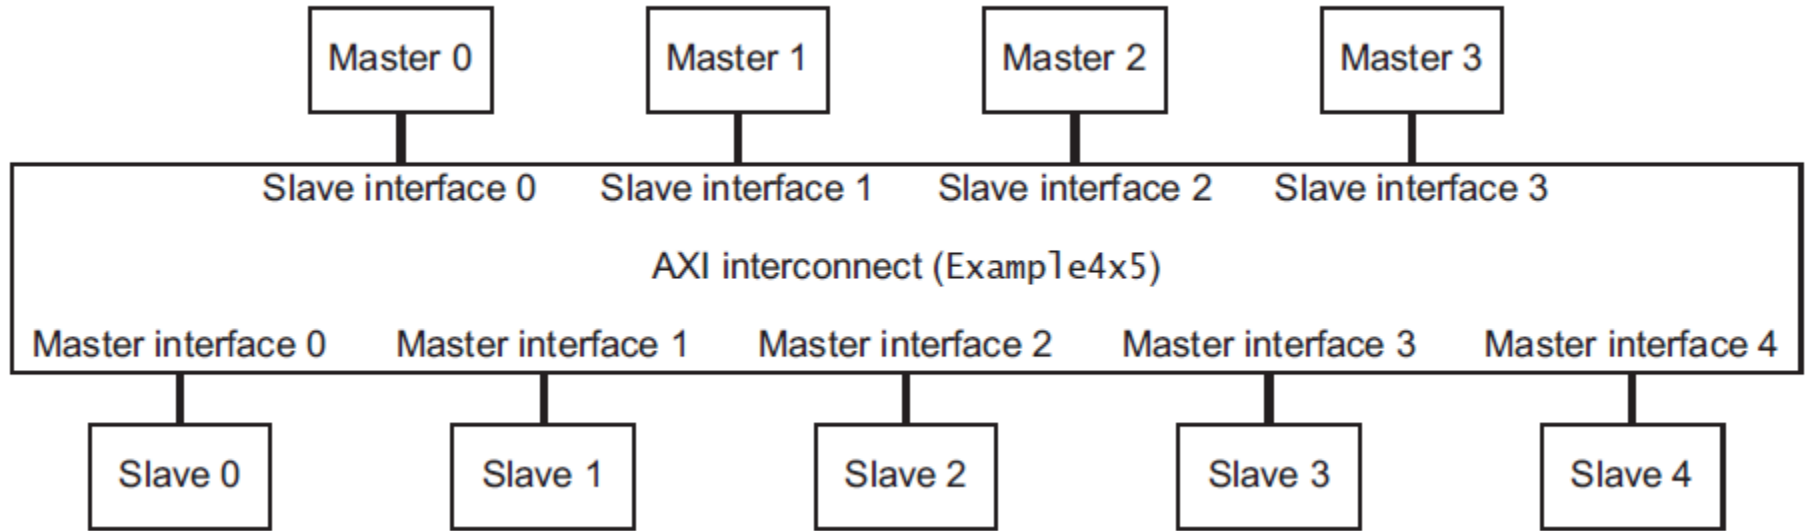 Master 0
Master 1
Master 2
Master 3
Slave interface 0
Slave interface 1
Slave interface 2
Slave interface 3
AXI interconnect (Example4x5)
Master interface 0
Master interface 1
Master interface 2
Master interface 3
Master interface 4
Slave 0
Slave 1
Slave 2
Slave 3
Slave 4